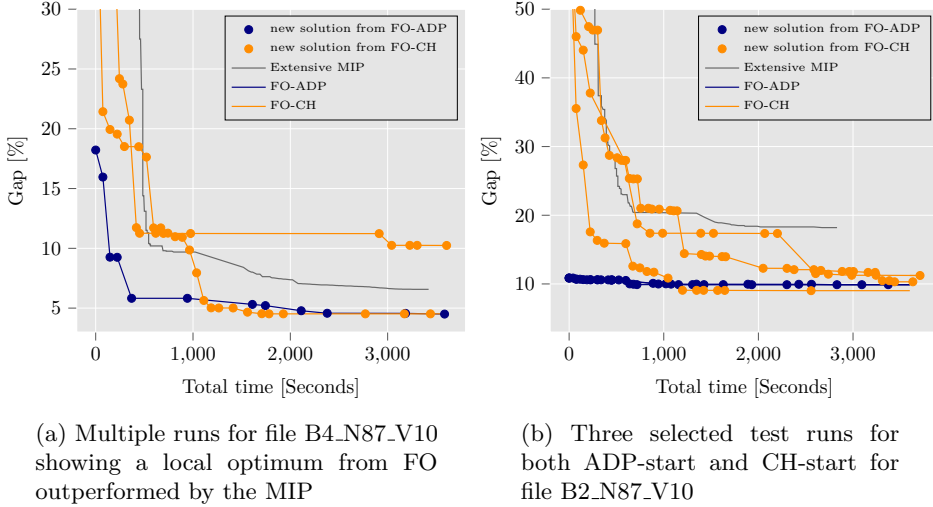 30
25
20
15
10
5
Gap [%]
0
1,000
2,000
3,000
Total time [Seconds]
new solution from FO-ADP
new solution from FO-CH
Extensive MIP
FO-ADP
FO-CH
(a) Multiple runs for file B4_N87_V10
showing a local optimum from FO
outperformed by the MIP
50
40
30
20
10
Gap [%]
0
1,000
2,000
3,000
Total time [Seconds]
new solution from FO-ADP
new solution from FO-CH
Extensive MIP
FO-ADP
FO-CH
(b) Three selected test runs for
both ADP-start and CH-start for
file B2_N87_V10